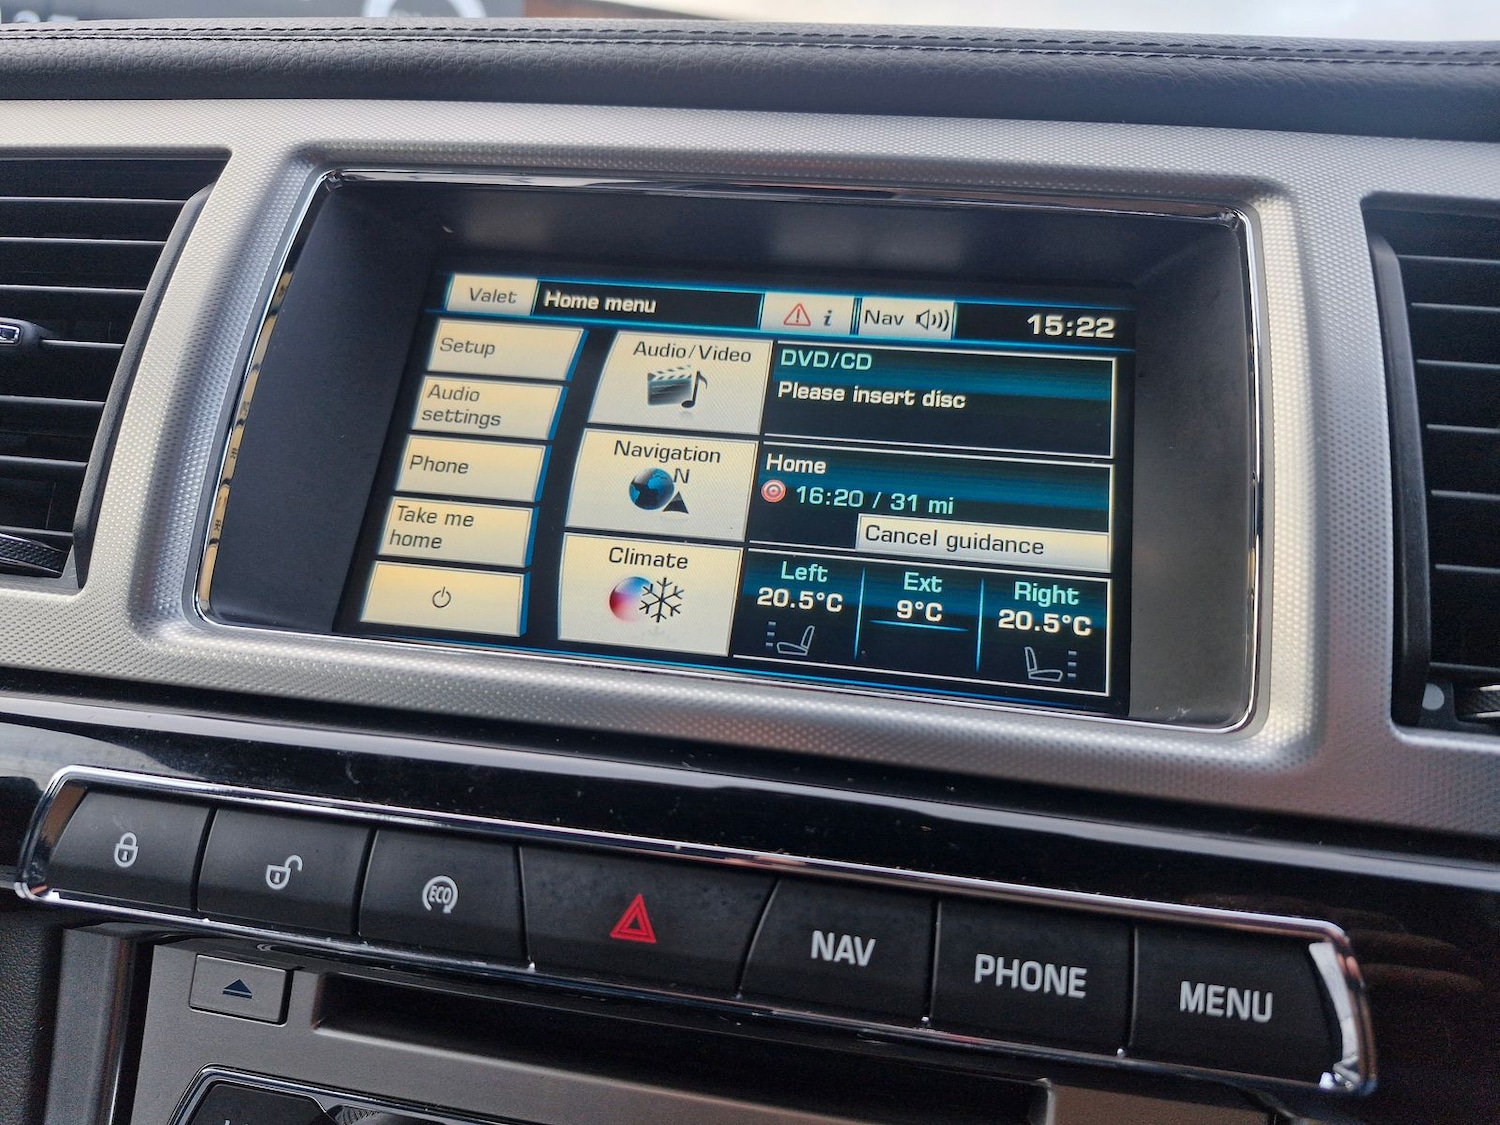 Valet
Home menu
i
Nav
15:22
Setup
Audio
settings
Phone
Take me
home
Audio/Video
Navigation
N
Climate
DVD/CD
Please insert disc
Home
16:20 / 31 mi
Cancel guidance
Left
20.5°C
Ext
9°C
Right
20.5°C
ECO
NAV
PHONE
MENU